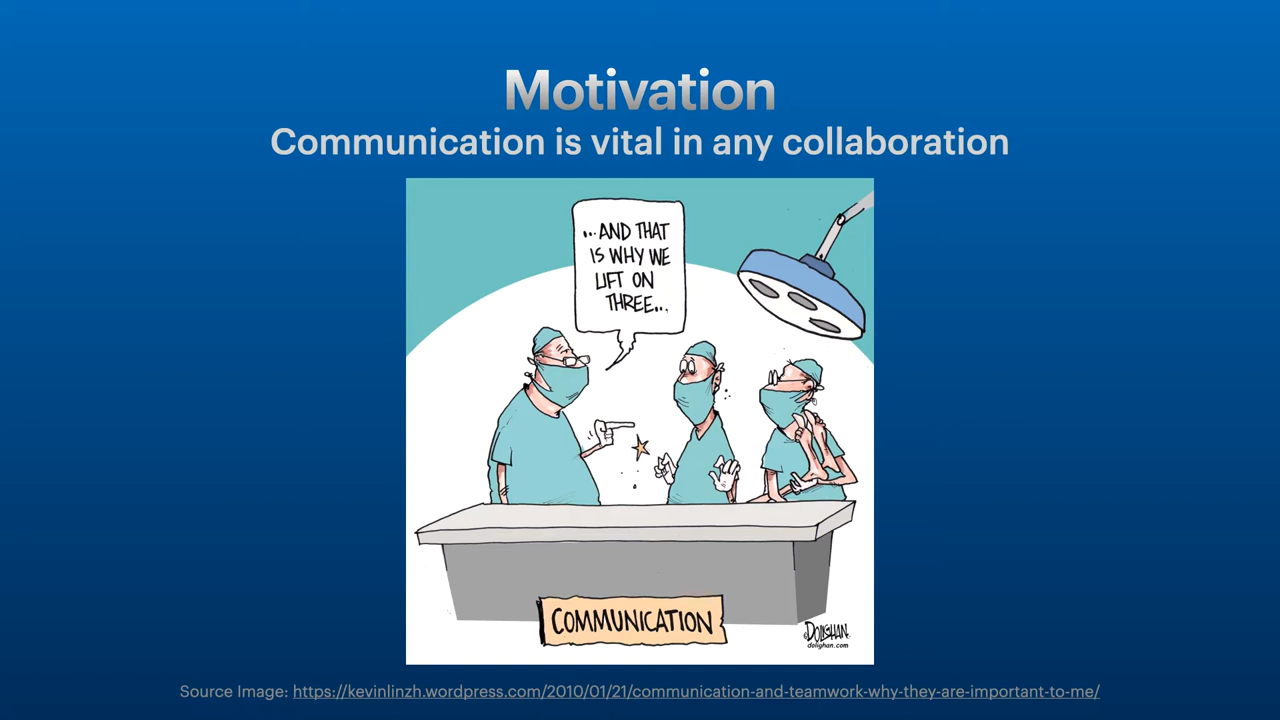 Motivation
Communication is vital in any collaboration
...AND THAT
IS WHY WE
LIFT ON
THREE...
COMMUNICATION
©DOLIGHAN.
dolighan.com
Source Image: https://kevinlinzh.wordpress.com/2010/01/21/communication-and-teamwork-why-they-are-important-to-me/